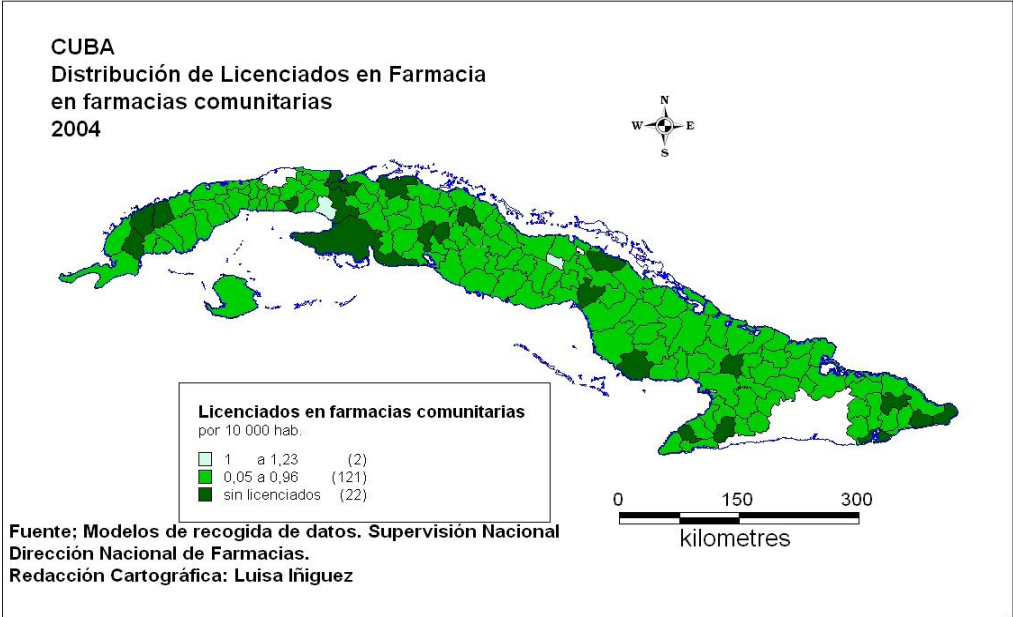 CUBA
Distribución de Licenciados en Farmacia
en farmacias comunitarias
2004
N
W E
S
Licenciados en farmacias comunitarias
por 10 000 hab.
1 a 1,23 (2)
0,05 a 0,96 (121)
sin licenciados (22)
0 150 300
kilometres
Fuente; Modelos de recogida de datos. Supervisión Nacional
Dirección Nacional de Farmacias.
Redacción Cartográfica: Luisa Iñiguez